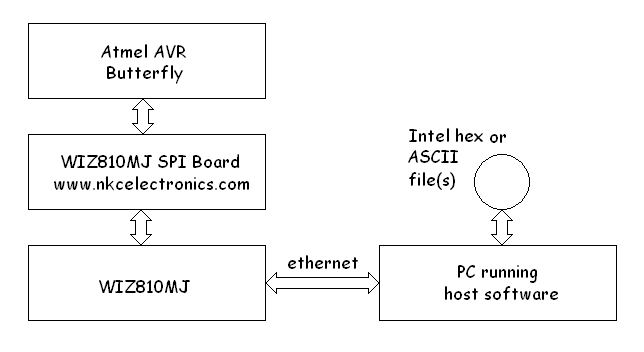 Atmel AVR
Butterfly
WIZ810MJ SPI Board
www.nkcelectronics.com
WIZ810MJ
ethernet
Intel hex or
ASCII
file(s)
PC running
host software